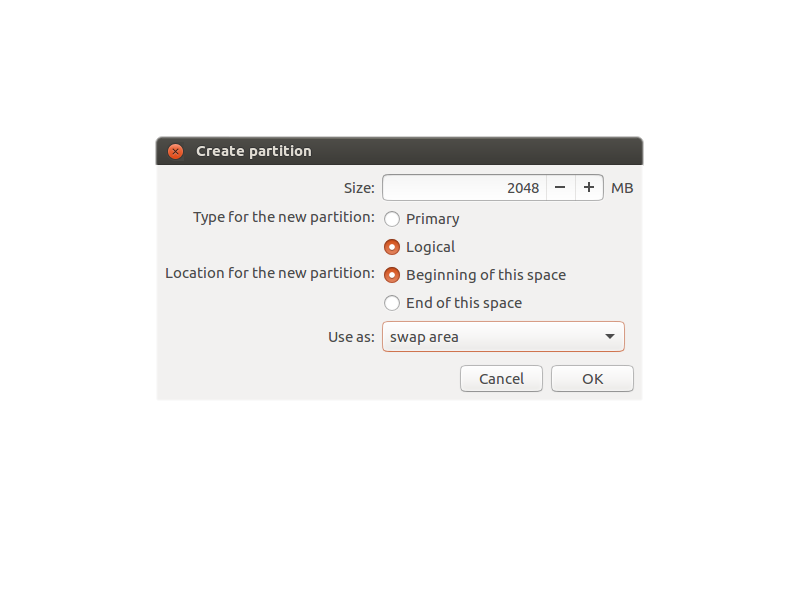 Create partition
Size: 2048 − + MB
Type for the new partition: Primary
Logical
Location for the new partition: Beginning of this space
End of this space
Use as: swap area
Cancel OK